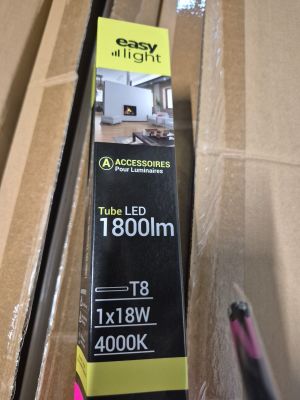 easy
light
A ACCESSOIRES
Pour Luminaires
Tube LED
1800lm
T8
1x18W
4000K